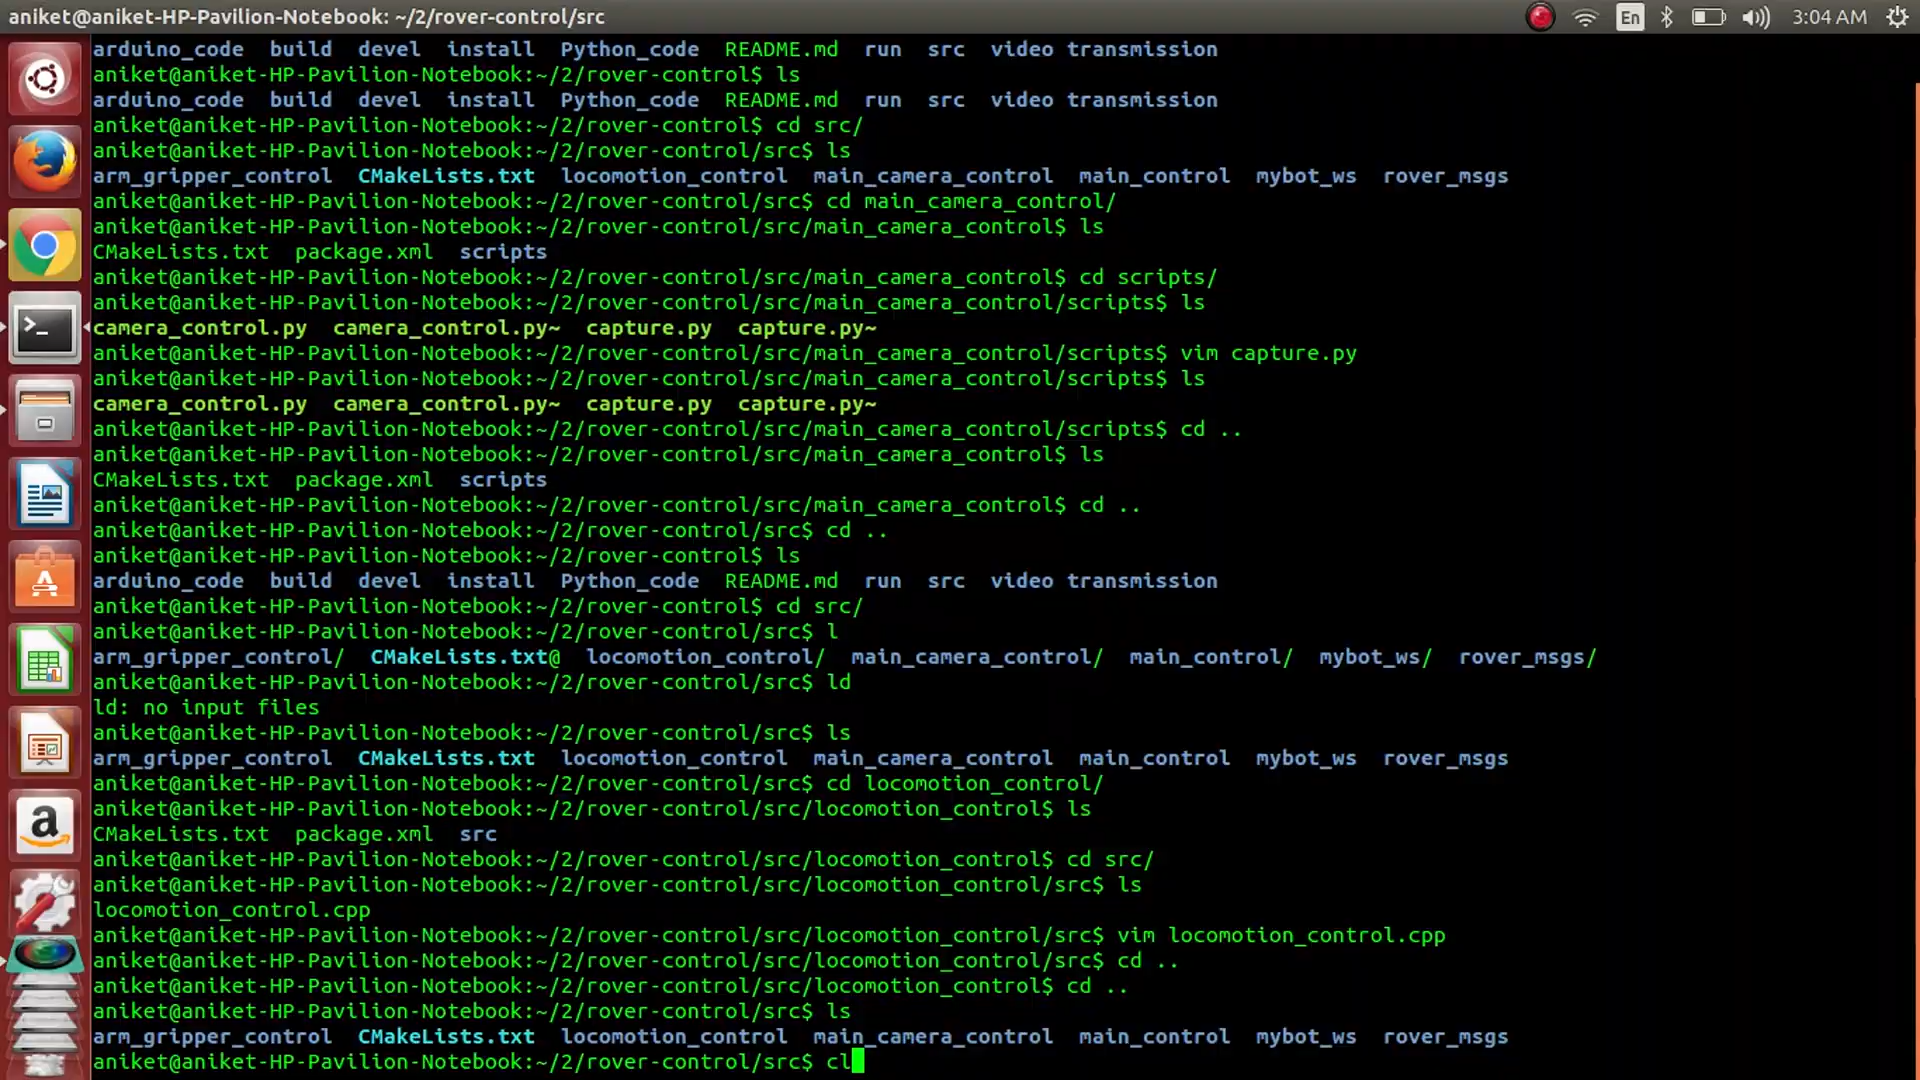 aniket@aniket-HP-Pavilion-Notebook: ~/2/rover-control/src En 3:04 AM
arduino_code build devel install Python_code README.md run src video transmission
aniket@aniket-HP-Pavilion-Notebook:~/2/rover-control$ ls
arduino_code build devel install Python_code README.md run src video transmission
aniket@aniket-HP-Pavilion-Notebook:~/2/rover-control$ cd src/
aniket@aniket-HP-Pavilion-Notebook:~/2/rover-control/src$ ls
arm_gripper_control CMakeLists.txt locomotion_control main_camera_control main_control mybot_ws rover_msgs
aniket@aniket-HP-Pavilion-Notebook:~/2/rover-control/src$ cd main_camera_control/
aniket@aniket-HP-Pavilion-Notebook:~/2/rover-control/src/main_camera_control$ ls
CMakeLists.txt package.xml scripts
aniket@aniket-HP-Pavilion-Notebook:~/2/rover-control/src/main_camera_control$ cd scripts/
aniket@aniket-HP-Pavilion-Notebook:~/2/rover-control/src/main_camera_control/scripts$ ls
camera_control.py camera_control.py~ capture.py capture.py~
aniket@aniket-HP-Pavilion-Notebook:~/2/rover-control/src/main_camera_control/scripts$ vim capture.py
aniket@aniket-HP-Pavilion-Notebook:~/2/rover-control/src/main_camera_control/scripts$ ls
camera_control.py camera_control.py~ capture.py capture.py~
aniket@aniket-HP-Pavilion-Notebook:~/2/rover-control/src/main_camera_control/scripts$ cd ..
aniket@aniket-HP-Pavilion-Notebook:~/2/rover-control/src/main_camera_control$ ls
CMakeLists.txt package.xml scripts
aniket@aniket-HP-Pavilion-Notebook:~/2/rover-control/src/main_camera_control$ cd ..
aniket@aniket-HP-Pavilion-Notebook:~/2/rover-control/src$ cd ..
aniket@aniket-HP-Pavilion-Notebook:~/2/rover-control$ ls
arduino_code build devel install Python_code README.md run src video transmission
aniket@aniket-HP-Pavilion-Notebook:~/2/rover-control$ cd src/
aniket@aniket-HP-Pavilion-Notebook:~/2/rover-control/src$ l
arm_gripper_control/ CMakeLists.txt@ locomotion_control/ main_camera_control/ main_control/ mybot_ws/ rover_msgs/
aniket@aniket-HP-Pavilion-Notebook:~/2/rover-control/src$ ld
ld: no input files
aniket@aniket-HP-Pavilion-Notebook:~/2/rover-control/src$ ls
arm_gripper_control CMakeLists.txt locomotion_control main_camera_control main_control mybot_ws rover_msgs
aniket@aniket-HP-Pavilion-Notebook:~/2/rover-control/src$ cd locomotion_control/
aniket@aniket-HP-Pavilion-Notebook:~/2/rover-control/src/locomotion_control$ ls
CMakeLists.txt package.xml src
aniket@aniket-HP-Pavilion-Notebook:~/2/rover-control/src/locomotion_control$ cd src/
aniket@aniket-HP-Pavilion-Notebook:~/2/rover-control/src/locomotion_control/src$ ls
locomotion_control.cpp
aniket@aniket-HP-Pavilion-Notebook:~/2/rover-control/src/locomotion_control/src$ vim locomotion_control.cpp
aniket@aniket-HP-Pavilion-Notebook:~/2/rover-control/src/locomotion_control/src$ cd ..
aniket@aniket-HP-Pavilion-Notebook:~/2/rover-control/src/locomotion_control$ cd ..
aniket@aniket-HP-Pavilion-Notebook:~/2/rover-control/src$ ls
arm_gripper_control CMakeLists.txt locomotion_control main_camera_control main_control mybot_ws rover_msgs
aniket@aniket-HP-Pavilion-Notebook:~/2/rover-control/src$ cl